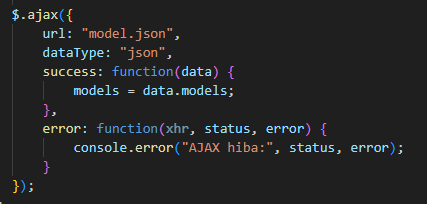 $.ajax({
    url: "model.json",
    dataType: "json",
    success: function(data) {
        models = data.models;
    },
    error: function(xhr, status, error) {
        console.error("AJAX hiba:", status, error);
    }
});